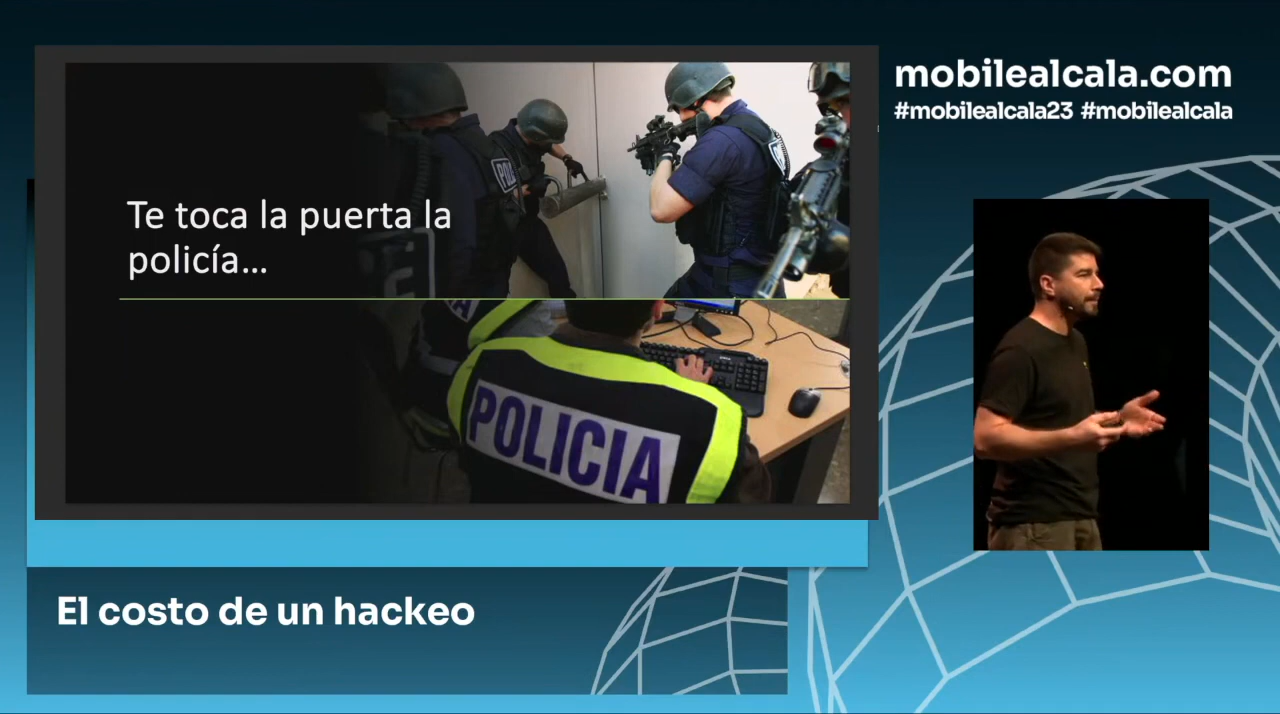 mobilealcala.com
#mobilealcala23 #mobilealcala
Te toca la puerta la
policía...
POLICIA
El costo de un hackeo